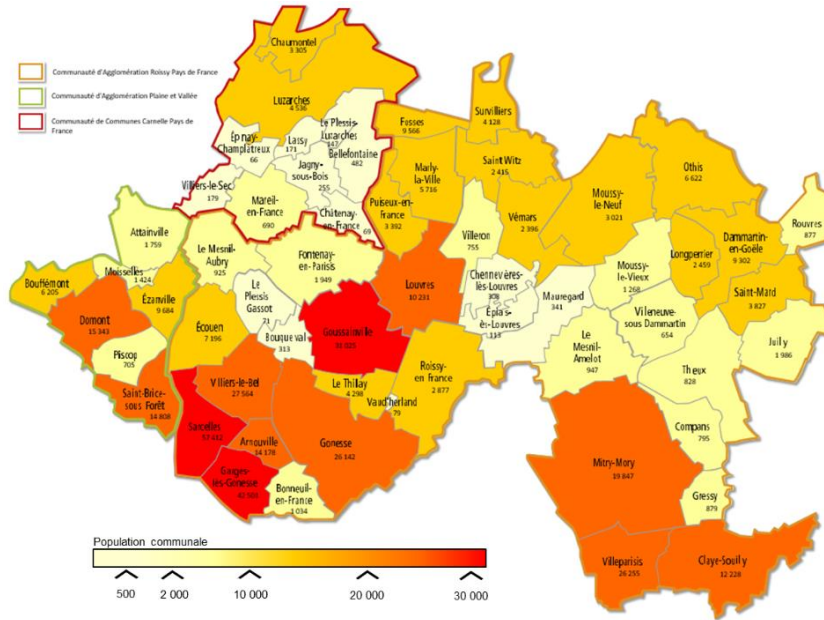 Communauté d'Agglomération Roissy Pays de France
Communauté d'Agglomération Plaine et Vallée
Communauté de Communes Carnelle Pays de
France
Chaumontel
3 305
Luzarches
4 536
Le Plessis-
Luzarches
147
Épinay-
Champlâtreux
66
Lassy
171
Bellefontaine
482
Jagny-
sous-Bois
255
Villiers-le-Sec
179
Mareil-
en-France
690
Châtenay-
en-France
69
Fosses
9 566
Survilliers
4 128
Saint Witz
2 415
Marly-
la-Ville
5 716
Puiseux-en-
France
3 392
Vémars
2 396
Moussy-
le-Neuf
3 021
Othis
6 622
Rouvres
877
Dammartin-
en-Goële
9 302
Longperrier
2 459
Saint-Mard
3 827
Juilly
1 986
Villeron
755
Chennevières-
lès-Louvres
308
Épiais-
ès-Louvres
113
Mauregard
341
Moussy-
le-Vieux
1 268
Vileneuve-
sous Dammartin
654
Le
Mesnil-
Amelot
947
Thieux
828
Compans
795
Gressy
879
Mitry-Mory
19 847
Villeparisis
26 255
Claye-Souilly
12 228
Attainville
1 759
Moisselles
1 424
Bouffémont
6 205
Ézanville
9 684
Domont
15 343
Piscop
705
Saint-Brice-
sous Forêt
14 808
Le Mesnil-
Aubry
925
Fontenay-
en-Parisis
1 949
Le
Plessis
Gassot
71
Bouqueval
313
Écouen
7 196
Goussainville
Louvres
10 231
Roissy-
en France
2 877
Le Thillay
4 298
Vaud'herland
79
Villiers-le-Bel
27 564
Sarcelles
Arnouville
14 178
Gonesse
26 142
Garges-
lès-Gonesse
Bonneuil-
en-France
1 034
Population communale
500
2 000
10 000
20 000
30 000